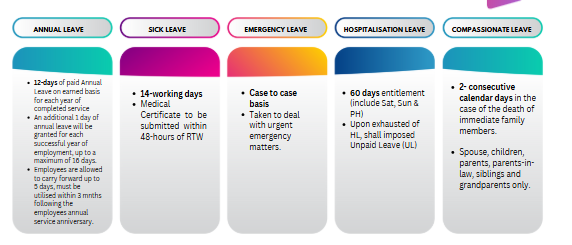 ANNUAL LEAVE
12-days of paid Annual
Leave on earned basis
for each year of
completed service
An additional 1 day of
annual leave will be
granted for each
successful year of
employment, up to a
maximum of 16 days.
Employees are allowed
to carry forward up to
5 days, must be
utilised within 3 mnths
following the
employees annual
service anniversary.
SICK LEAVE
14-working days
Medical
Certificate to be
submitted within
48-hours of RTW
EMERGENCY LEAVE
Case to case
basis
Taken to deal
with urgent
emergency
matters.
HOSPITALISATION LEAVE
60 days entitlement
(include Sat, Sun &
PH)
Upon exhausted of
HL, shall imposed
Unpaid Leave (UL)
COMPASSIONATE LEAVE
2- consecutive
calendar days in the
case of the death of
immediate family
members.
Spouse, children,
parents, parents-in-
law, siblings and
grandparents only.